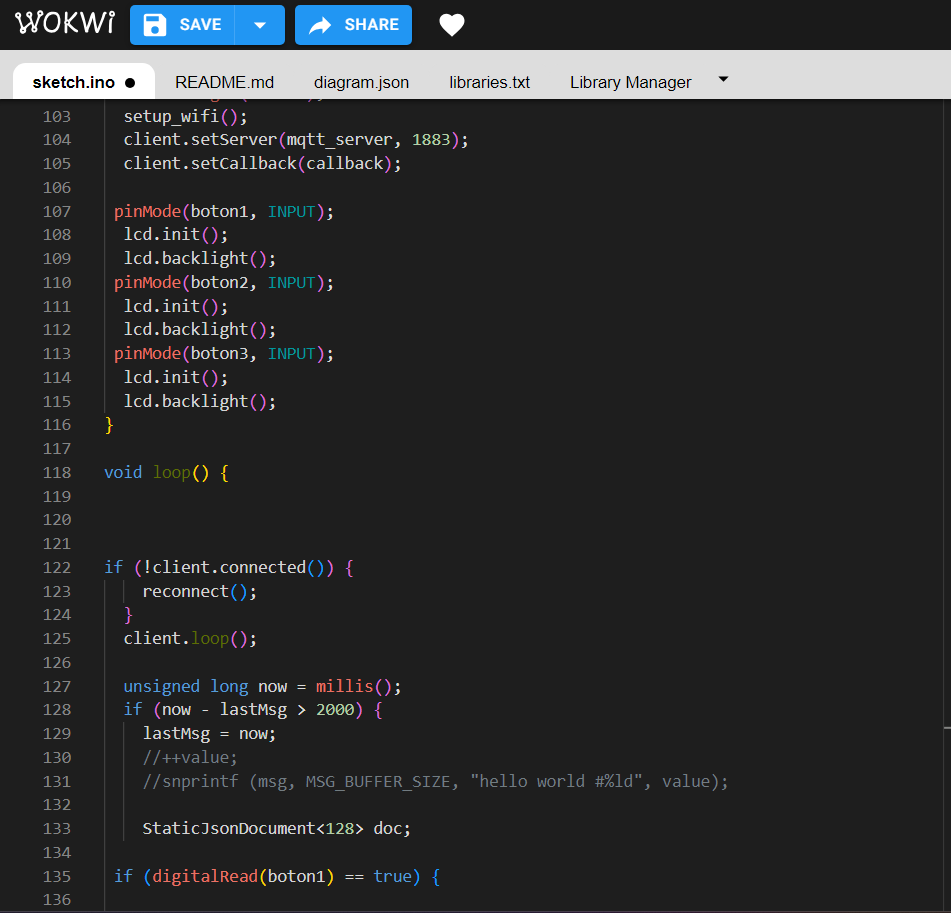 WOKWi
SAVE
SHARE
sketch.ino
README.md
diagram.json
libraries.txt
Library Manager
103 setup_wifi();
104 client.setServer(mqtt_server, 1883);
105 client.setCallback(callback);
106
107 pinMode(boton1, INPUT);
108 lcd.init();
109 lcd.backlight();
110 pinMode(boton2, INPUT);
111 lcd.init();
112 lcd.backlight();
113 pinMode(boton3, INPUT);
114 lcd.init();
115 lcd.backlight();
116 }
117
118 void loop() {
119
120
121
122 if (!client.connected()) {
123 reconnect();
124 }
125 client.loop();
126
127 unsigned long now = millis();
128 if (now - lastMsg > 2000) {
129 lastMsg = now;
130 //++value;
131 //snprintf (msg, MSG_BUFFER_SIZE, "hello world #%ld", value);
132
133 StaticJsonDocument<128> doc;
134
135 if (digitalRead(boton1) == true) {
136